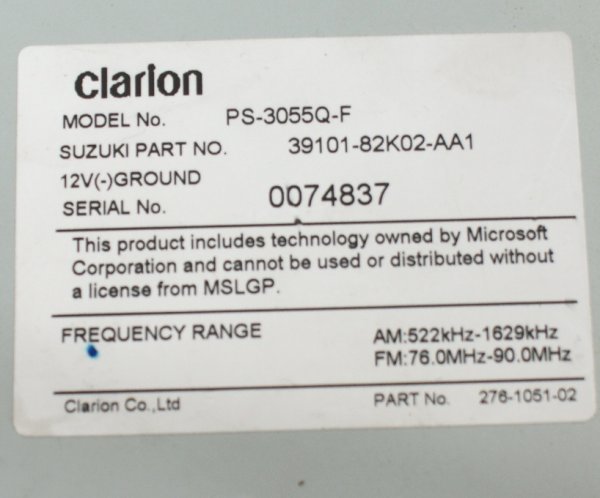 clarion
MODEL No. PS-3055Q-F
SUZUKI PART NO. 39101-82K02-AA1
12V(-)GROUND
SERIAL No. 0074837
This product includes technology owned by Microsoft
Corporation and cannot be used or distributed without
a license from MSLGP.
FREQUENCY RANGE AM:522kHz-1629kHz
FM:76.0MHz-90.0MHz
Clarion Co.,Ltd PART No. 276-1051-02